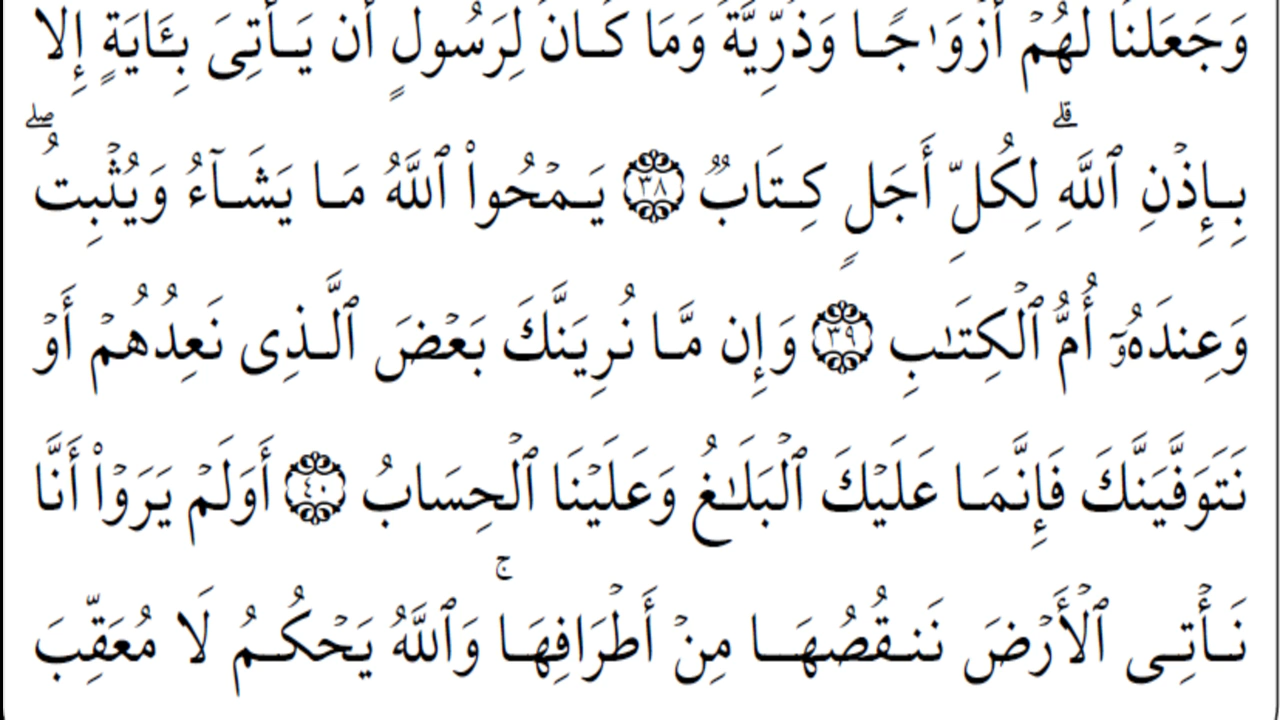 وَجَعَلْنَا لَهُمْ أَزْوَٰجًا وَذُرِّيَّةً وَمَا كَانَ لِرَسُولٍ أَن يَأْتِىَ بِـَٔايَةٍ إِلَّا
بِإِذْنِ ٱللَّهِ ۗ لِكُلِّ أَجَلٍ كِتَابٌ ٣٨ يَمْحُوا۟ ٱللَّهُ مَا يَشَآءُ وَيُثْبِتُ ۖ
وَعِندَهُۥٓ أُمُّ ٱلْكِتَـٰبِ ٣٩ وَإِن مَّا نُرِيَنَّكَ بَعْضَ ٱلَّذِى نَعِدُهُمْ أَوْ
نَتَوَفَّيَنَّكَ فَإِنَّمَا عَلَيْكَ ٱلْبَلَـٰغُ وَعَلَيْنَا ٱلْحِسَابُ ٤٠ أَوَلَمْ يَرَوْا۟ أَنَّا
نَأْتِى ٱلْأَرْضَ نَنقُصُهَا مِنْ أَطْرَافِهَا ۚ وَٱللَّهُ يَحْكُمُ لَا مُعَقِّبَ